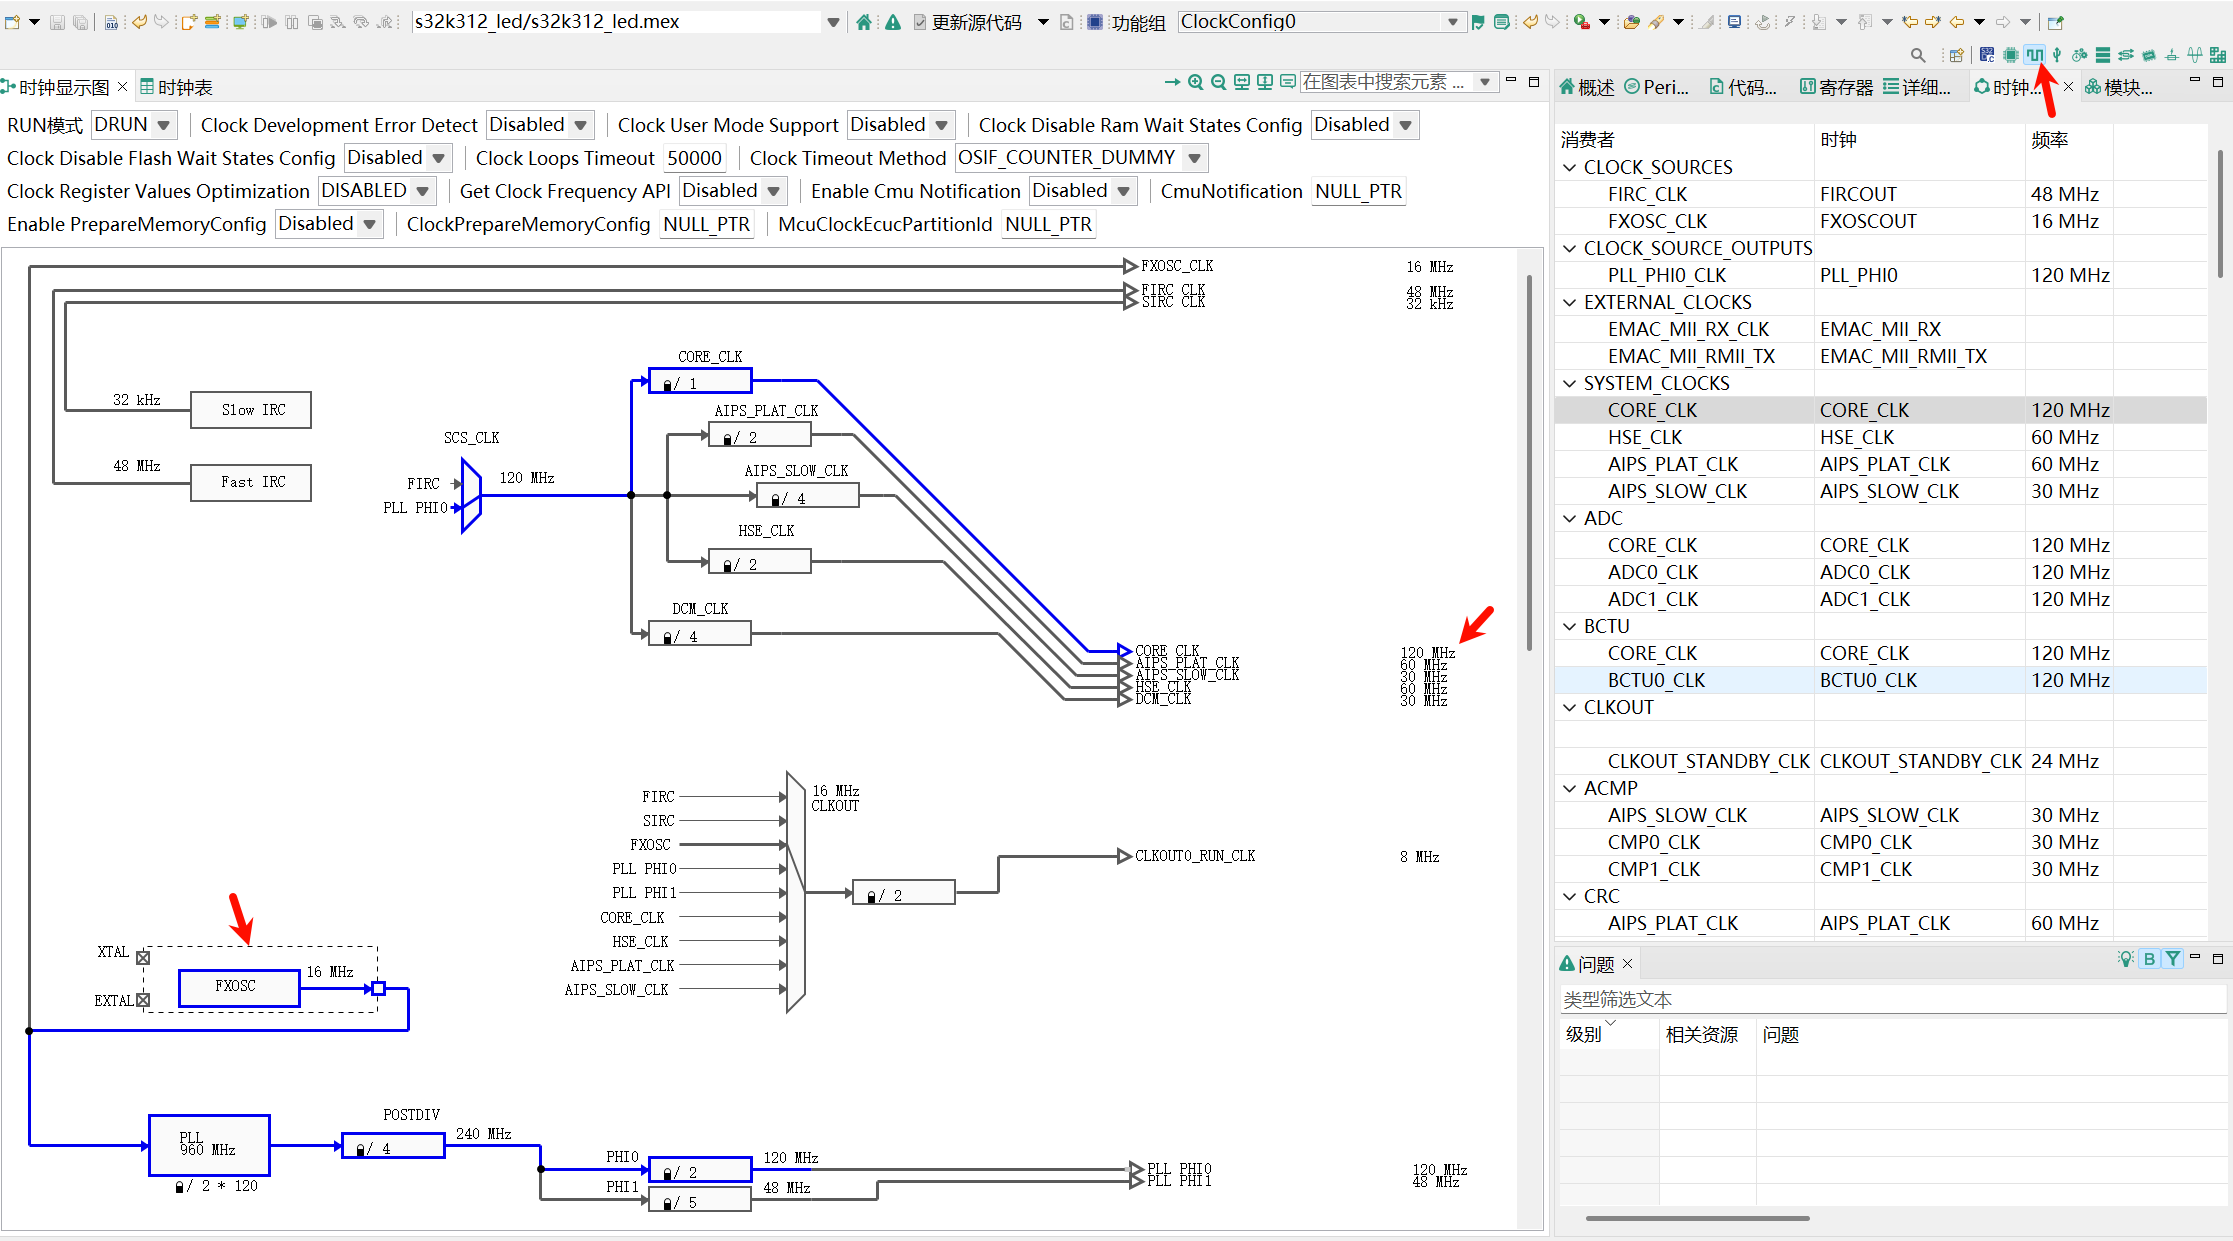 s32k312_led/s32k312_led.mex 更新源代码 功能组 ClockConfig0
时钟显示图 时钟表 在图表中搜索元素 ...
RUN模式 DRUN Clock Development Error Detect Disabled Clock User Mode Support Disabled Clock Disable Ram Wait States Config Disabled
Clock Disable Flash Wait States Config Disabled Clock Loops Timeout 50000 Clock Timeout Method OSIF_COUNTER_DUMMY
Clock Register Values Optimization DISABLED Get Clock Frequency API Disabled Enable Cmu Notification Disabled CmuNotification NULL_PTR
Enable PrepareMemoryConfig Disabled ClockPrepareMemoryConfig NULL_PTR McuClockEcucPartitionId NULL_PTR
FXOSC_CLK 16 MHz
FIRC CLK 48 MHz
SIRC CLK 32 kHz
CORE_CLK
/ 1
32 kHz Slow IRC
AIPS_PLAT_CLK
/ 2
SCS_CLK
48 MHz Fast IRC
AIPS_SLOW_CLK
/ 4
FIRC 120 MHz
PLL PHI0
HSE_CLK
/ 2
DCM_CLK
/ 4
CORE CLK 120 MHz
AIPS_PLAT_CLK 60 MHz
AIPS_SLOW_CLK 30 MHz
HSE_CLK 60 MHz
DCM_CLK 30 MHz
16 MHz
CLKOUT
FIRC
SIRC
FXOSC
PLL PHI0
PLL PHI1
CORE_CLK
HSE_CLK
AIPS_PLAT_CLK
AIPS_SLOW_CLK
/ 2
CLKOUT0_RUN_CLK 8 MHz
XTAL
FXOSC 16 MHz
EXTAL
PLL
960 MHz
/ 2 * 120
POSTDIV
/ 4 240 MHz
PHI0 / 2 120 MHz
PHI1 / 5 48 MHz
PLL PHI0 120 MHz
PLL PHI1 48 MHz
概述 Peri... 代码... 寄存器 详细... 时钟... 模块...
消费者 时钟 频率
CLOCK_SOURCES
FIRC_CLK FIRCOUT 48 MHz
FXOSC_CLK FXOSCOUT 16 MHz
CLOCK_SOURCE_OUTPUTS
PLL_PHI0_CLK PLL_PHI0 120 MHz
EXTERNAL_CLOCKS
EMAC_MII_RX_CLK EMAC_MII_RX
EMAC_MII_RMII_TX EMAC_MII_RMII_TX
SYSTEM_CLOCKS
CORE_CLK CORE_CLK 120 MHz
HSE_CLK HSE_CLK 60 MHz
AIPS_PLAT_CLK AIPS_PLAT_CLK 60 MHz
AIPS_SLOW_CLK AIPS_SLOW_CLK 30 MHz
ADC
CORE_CLK CORE_CLK 120 MHz
ADC0_CLK ADC0_CLK 120 MHz
ADC1_CLK ADC1_CLK 120 MHz
BCTU
CORE_CLK CORE_CLK 120 MHz
BCTU0_CLK BCTU0_CLK 120 MHz
CLKOUT
CLKOUT_STANDBY_CLK CLKOUT_STANDBY_CLK 24 MHz
ACMP
AIPS_SLOW_CLK AIPS_SLOW_CLK 30 MHz
CMP0_CLK CMP0_CLK 30 MHz
CMP1_CLK CMP1_CLK 30 MHz
CRC
AIPS_PLAT_CLK AIPS_PLAT_CLK 60 MHz
问题 B
类型筛选文本
级别 相关资源 问题